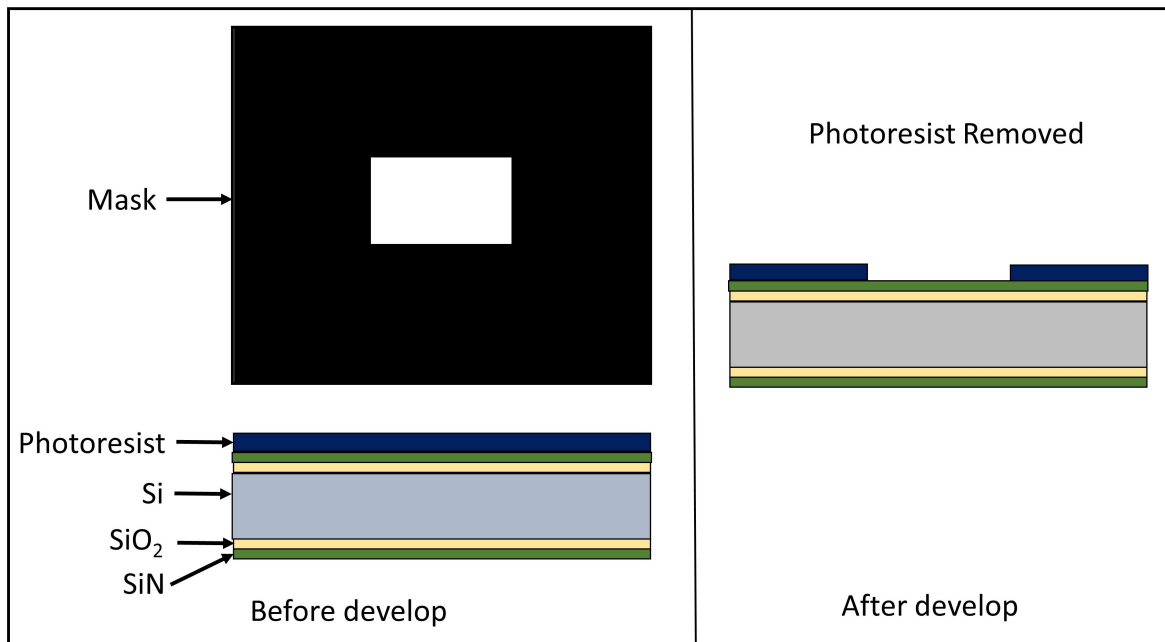 Mask
Photoresist
Si
SiO₂
SiN
Before develop
Photoresist Removed
After develop